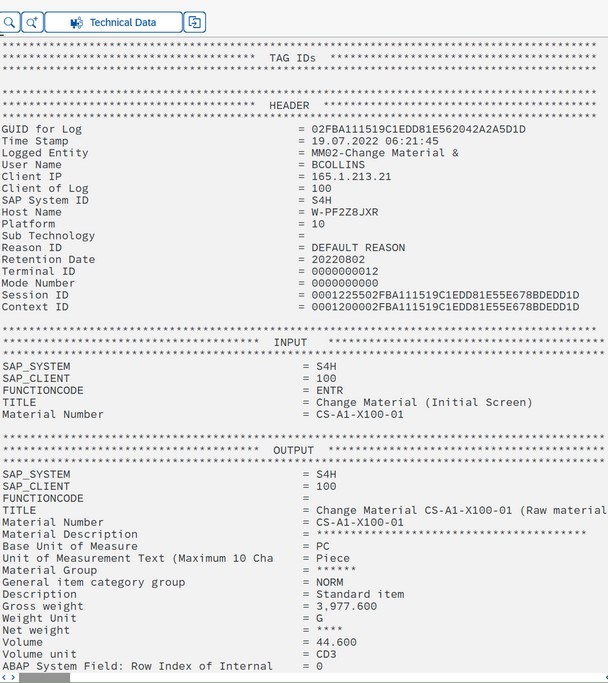 Technical Data
****************************************************************************************
************************************* TAG IDs ***************************************
****************************************************************************************
****************************************************************************************
************************************* HEADER ***************************************
****************************************************************************************
GUID for Log = 02FBA111519C1EDD81E562042A2A5D1D
Time Stamp = 19.07.2022 06:21:45
Logged Entity = MM02-Change Material &
User Name = BCOLLINS
Client IP = 165.1.213.21
Client of Log = 100
SAP System ID = S4H
Host Name = W-PF2Z8JXR
Platform = 10
Sub Technology =
Reason ID = DEFAULT REASON
Retention Date = 20220802
Terminal ID = 0000000012
Mode Number = 0000000000
Session ID = 0001225502FBA111519C1EDD81E55E678BDEDD1D
Context ID = 0001200002FBA111519C1EDD81E55E678BDEDD1D
****************************************************************************************
************************************** INPUT ****************************************
****************************************************************************************
SAP_SYSTEM = S4H
SAP_CLIENT = 100
FUNCTIONCODE = ENTR
TITLE = Change Material (Initial Screen)
Material Number = CS-A1-X100-01
****************************************************************************************
************************************** OUTPUT ***************************************
****************************************************************************************
SAP_SYSTEM = S4H
SAP_CLIENT = 100
FUNCTIONCODE =
TITLE = Change Material CS-A1-X100-01 (Raw material
Material Number = CS-A1-X100-01
Material Description = ****************************************
Base Unit of Measure = PC
Unit of Measurement Text (Maximum 10 Cha = Piece
Material Group = ******
General item category group = NORM
Description = Standard item
Gross weight = 3,977.600
Weight Unit = G
Net weight = ****
Volume = 44.600
Volume unit = CD3
ABAP System Field: Row Index of Internal = 0